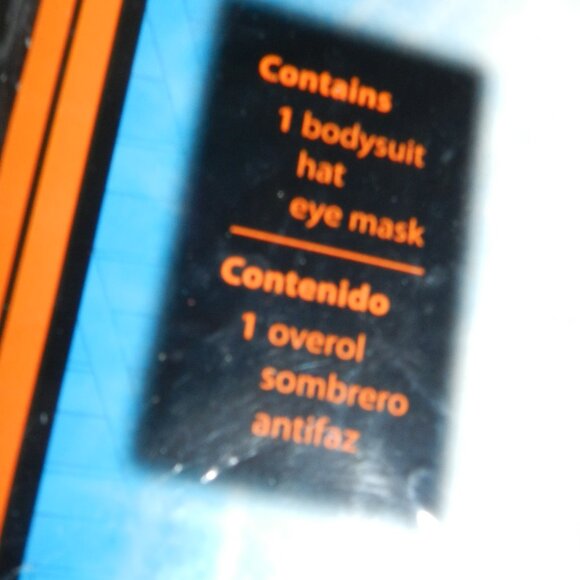 Contains
1 bodysuit
hat
eye mask
Contenido
1 overol
sombrero
antifaz